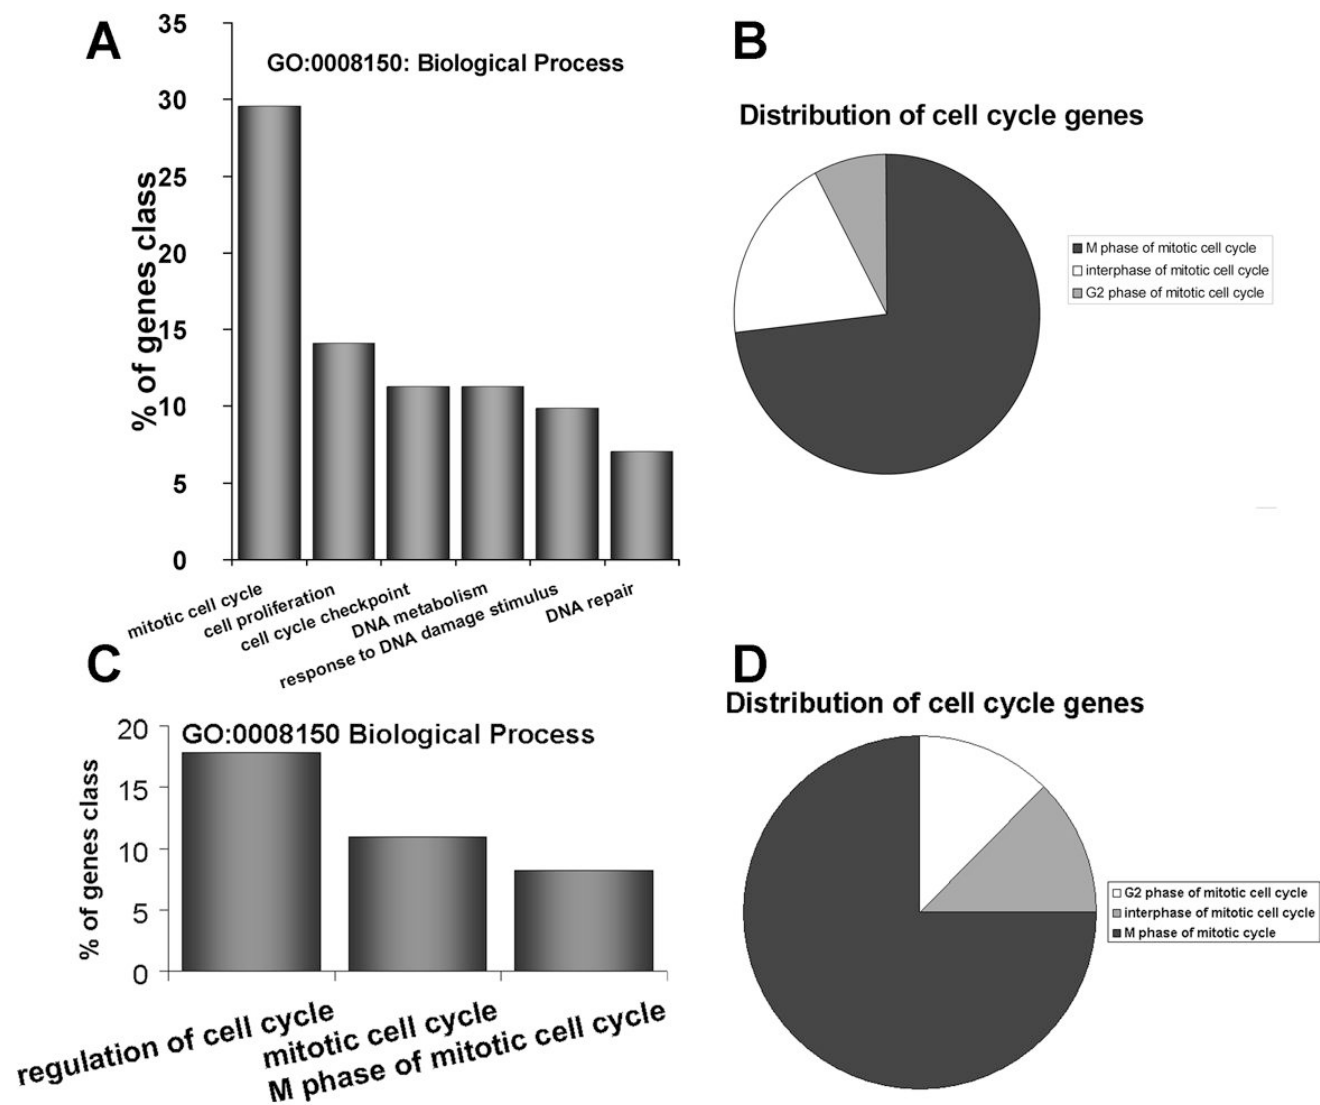 A
GO:0008150: Biological Process
% of genes class
35
30
25
20
15
10
5
0
mitotic cell cycle
cell proliferation
cell cycle checkpoint
DNA metabolism
response to DNA damage stimulus
DNA repair
B
Distribution of cell cycle genes
M phase of mitotic cell cycle
interphase of mitotic cell cycle
G2 phase of mitotic cell cycle
C
GO:0008150 Biological Process
% of genes class
20
15
10
5
0
regulation of cell cycle
mitotic cell cycle
M phase of mitotic cell cycle
D
Distribution of cell cycle genes
G2 phase of mitotic cell cycle
interphase of mitotic cell cycle
M phase of mitotic cycle